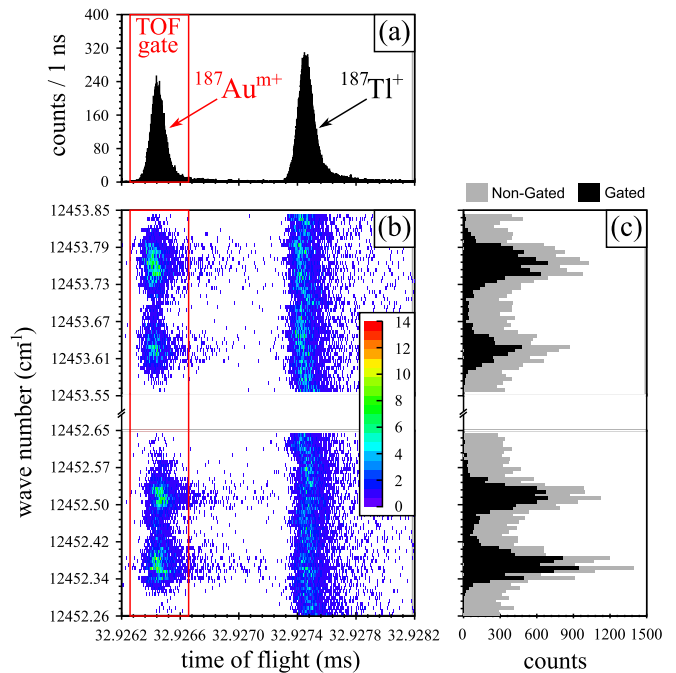 400
320
240
160
80
0
counts / 1 ns
TOF
gate
(a)
187Auᵐ⁺
187Tl⁺
Non-Gated
Gated
12453.85
12453.79
12453.73
12453.67
12453.61
12453.55
12452.65
12452.57
12452.50
12452.42
12452.34
12452.26
wave number (cm⁻¹)
(b)
14
12
10
8
6
4
2
0
(c)
32.9262 32.9266 32.9270 32.9274 32.9278 32.9282
time of flight (ms)
0 300 600 900 1200 1500
counts